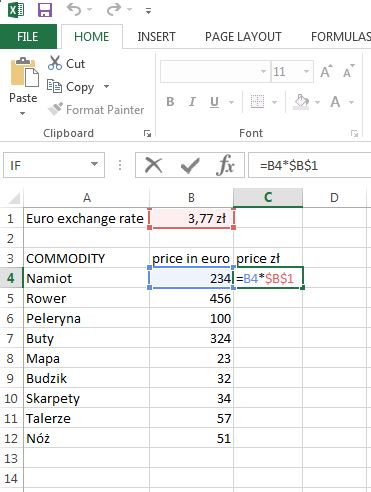 FILE HOME INSERT PAGE LAYOUT FORMULAS
Paste
Cut
Copy
Format Painter
11 A A
B I U A
Clipboard Font
IF fx =B4*$B$1
A B C D
1 Euro exchange rate 3,77 zł
2
3 COMMODITY price in euro price zł
4 Namiot 234 =B4*$B$1
5 Rower 456
6 Peleryna 100
7 Buty 324
8 Mapa 23
9 Budzik 32
10 Skarpety 34
11 Talerze 57
12 Nóż 51
13
14